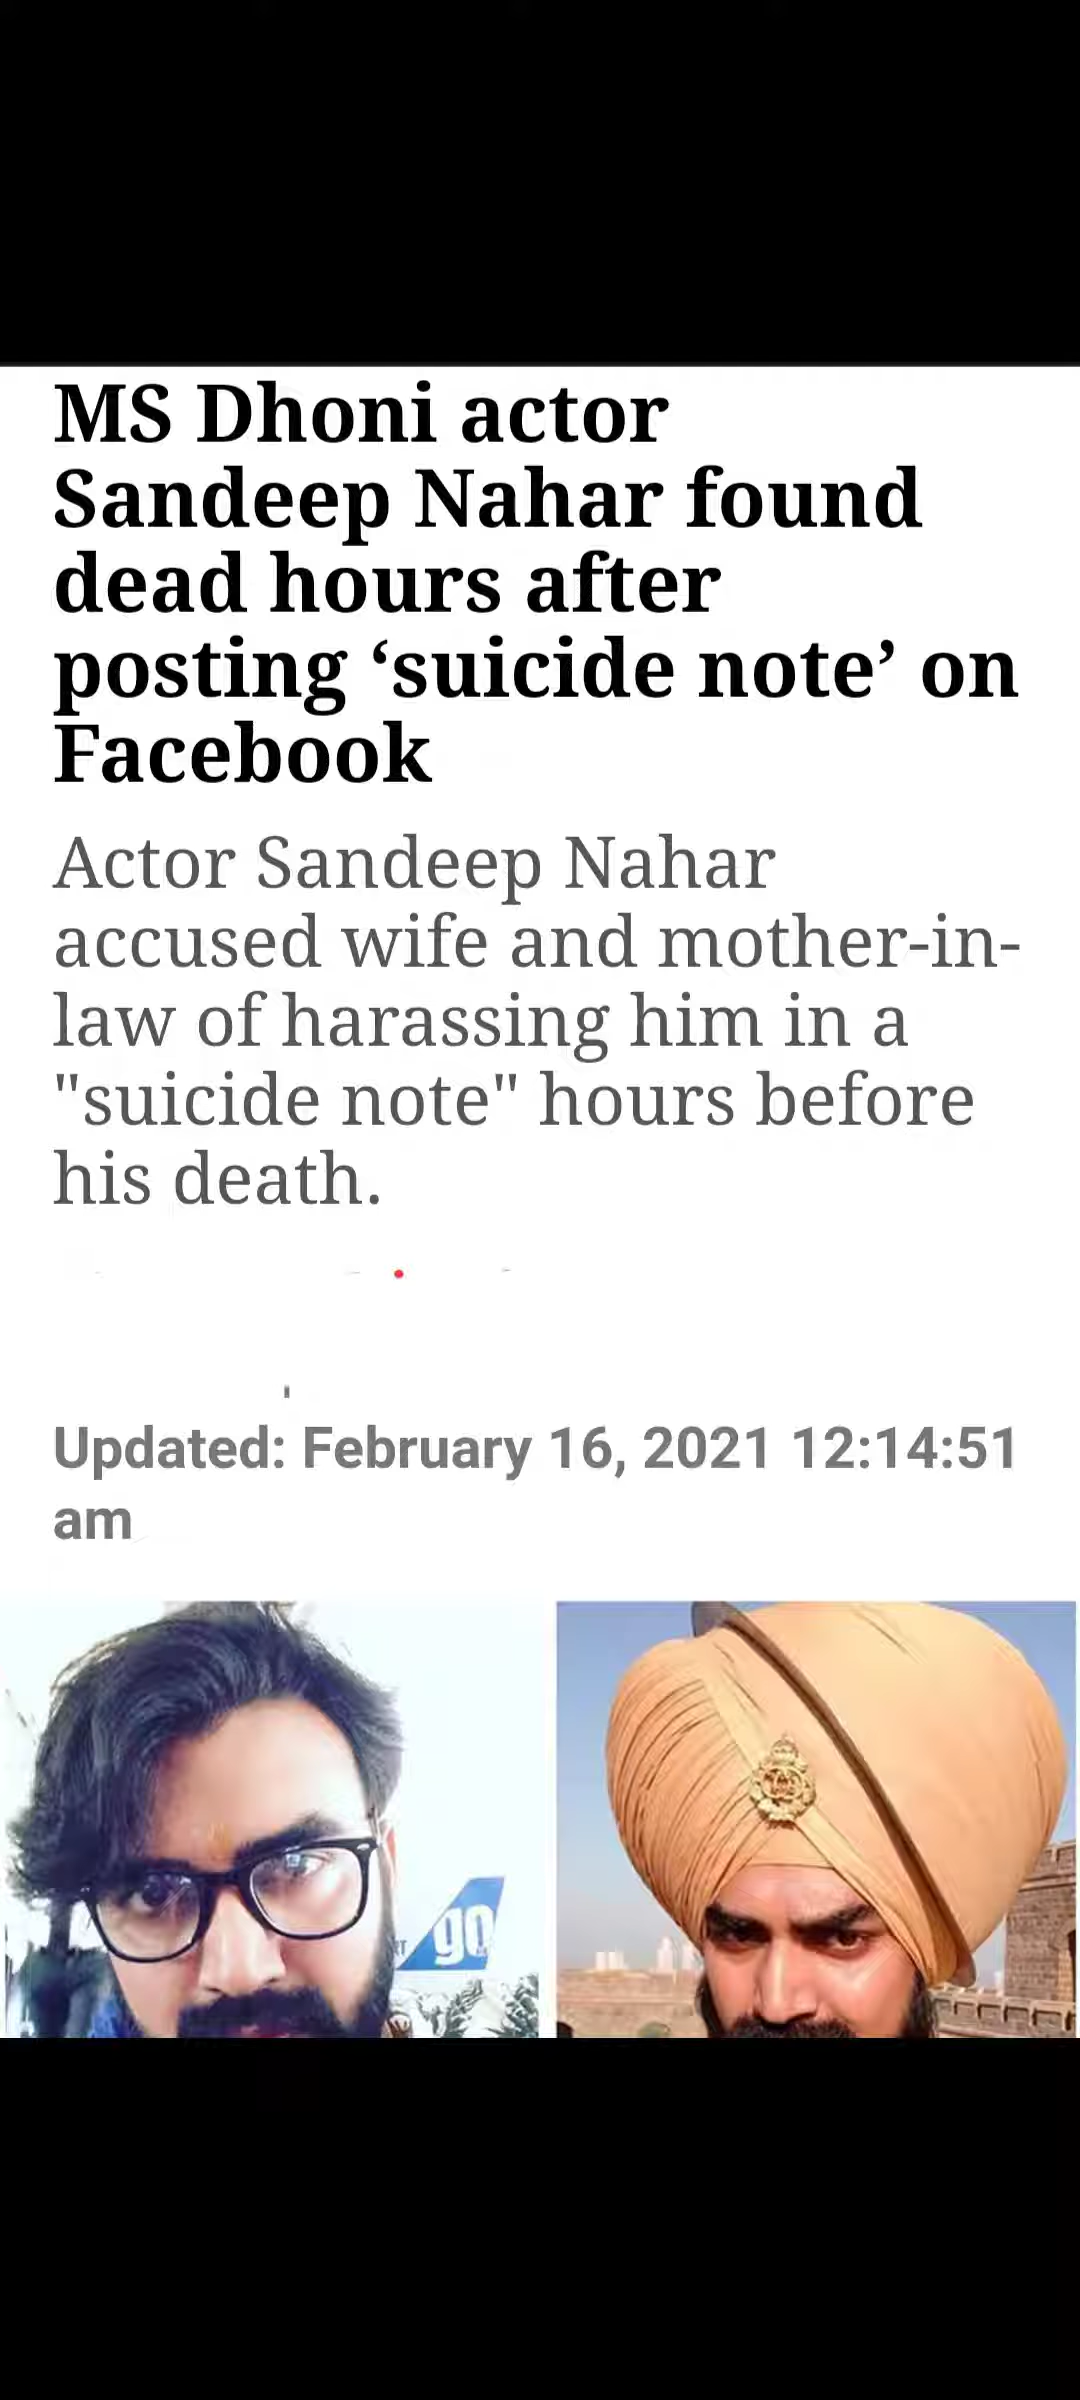 MS Dhoni actor
Sandeep Nahar found
dead hours after
posting ‘suicide note’ on
Facebook
Actor Sandeep Nahar
accused wife and mother-in-
law of harassing him in a
"suicide note" hours before
his death.
Updated: February 16, 2021 12:14:51
am
go